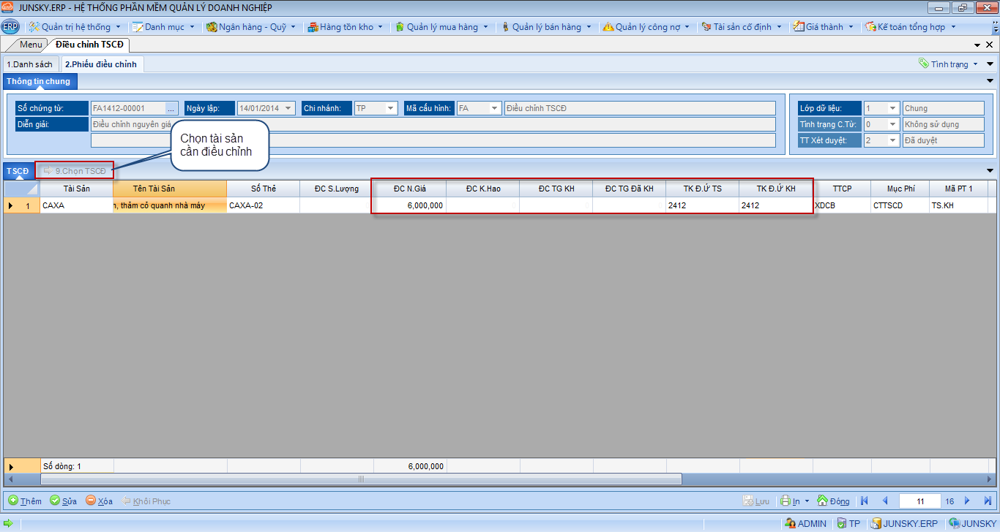 JUNSKY.ERP - HỆ THỐNG PHẦN MỀM QUẢN LÝ DOANH NGHIỆP
ERP Quản trị hệ thống Danh mục Ngân hàng - Quỹ Hàng tồn kho Quản lý mua hàng Quản lý bán hàng Quản lý công nợ Tài sản cố định Giá thành Kế toán tổng hợp
Menu Điều chỉnh TSCĐ
1.Danh sách 2.Phiếu điều chỉnh Tình trạng
Thông tin chung
Số chứng từ: FA1412-00001 ... Ngày lập: 14/01/2014 Chi nhánh: TP Mã cấu hình: FA Điều chỉnh TSCĐ Lớp dữ liệu: 1 Chung
Diễn giải: Điều chỉnh nguyên giá Tình trạng C.Từ: 0 Không sử dụng
TT Xét duyệt: 2 Đã duyệt
Chọn tài sản
cần điều chỉnh
TSCĐ 9.Chọn TSCĐ
Tài Sản Tên Tài Sản Số Thẻ ĐC S.Lượng ĐC N.Giá ĐC K.Hao ĐC TG KH ĐC TG Đã KH TK Đ.Ứ TS TK Đ.Ứ KH TTCP Mục Phí Mã PT 1
1 CAXA , thảm cỏ quanh nhà máy CAXA-02 6,000,000 2412 2412 XDCB CTTSCD TS.KH
Số dòng: 1 6,000,000
Thêm Sửa Xóa Khôi Phục Lưu In Đóng 11 16
ADMIN TP JUNSKY.ERP JUNSKY